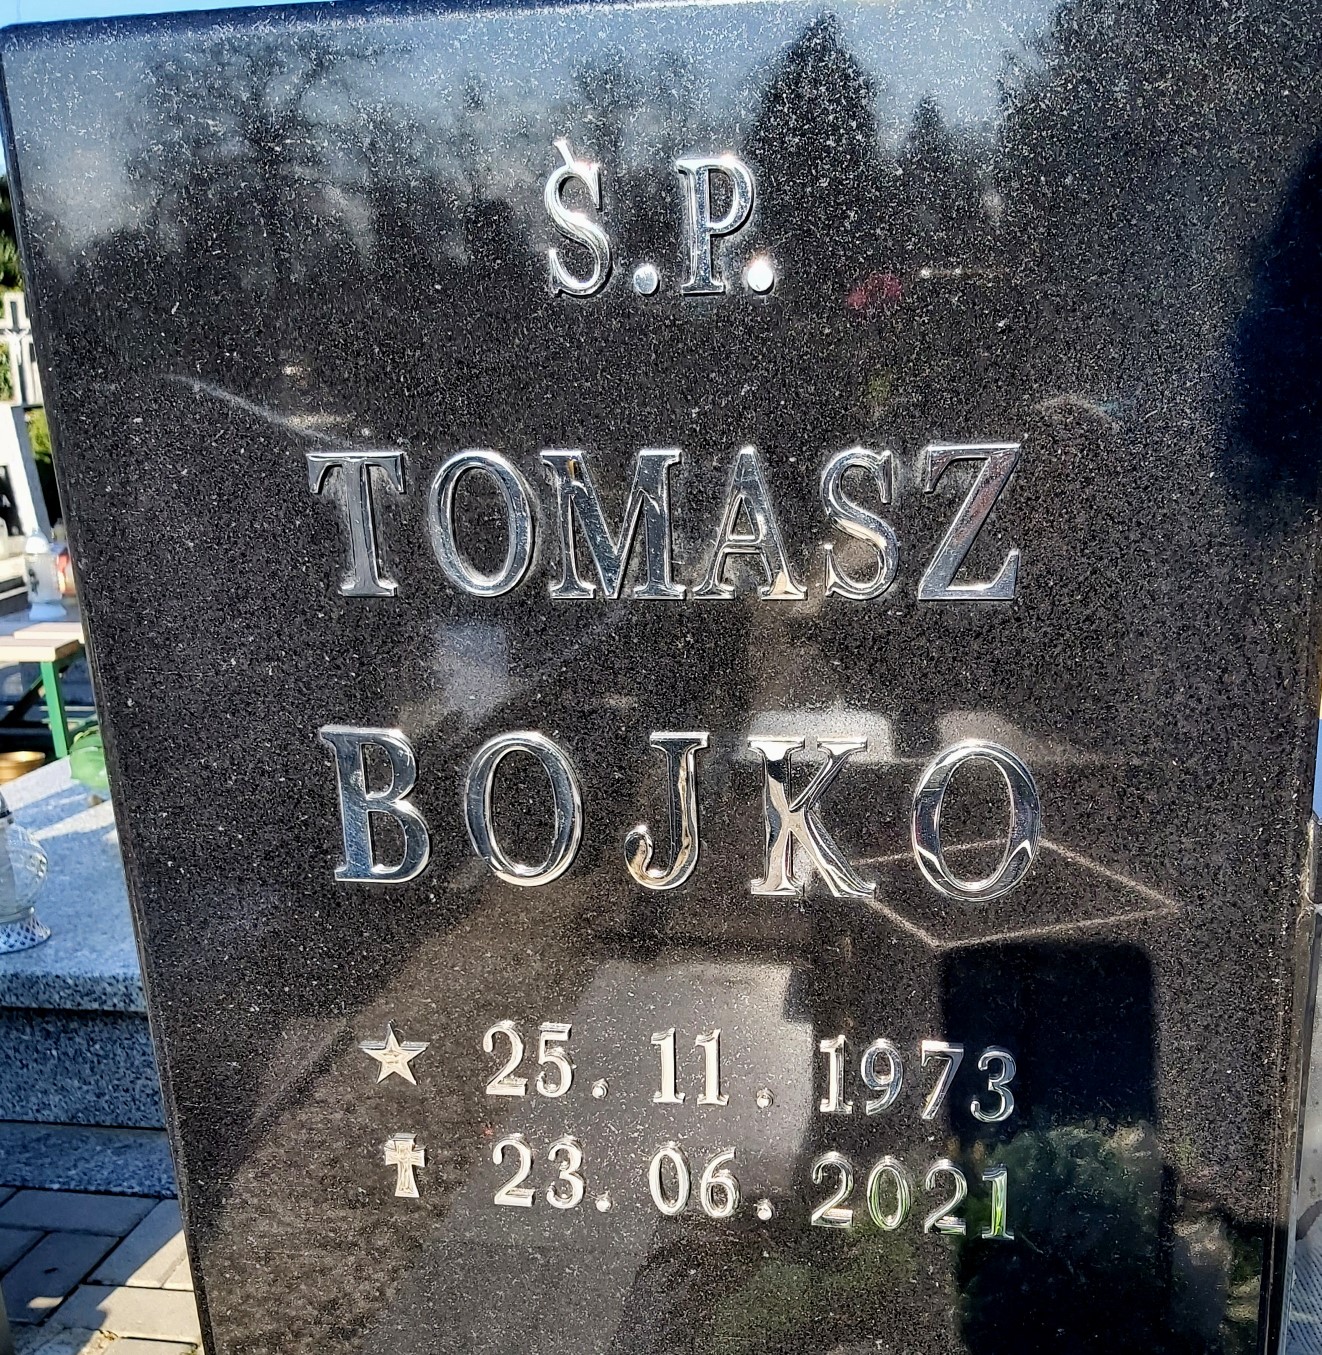 Ś.P.
TOMASZ
BOJKO
★ 25. 11. 1973
✝ 23. 06. 2021